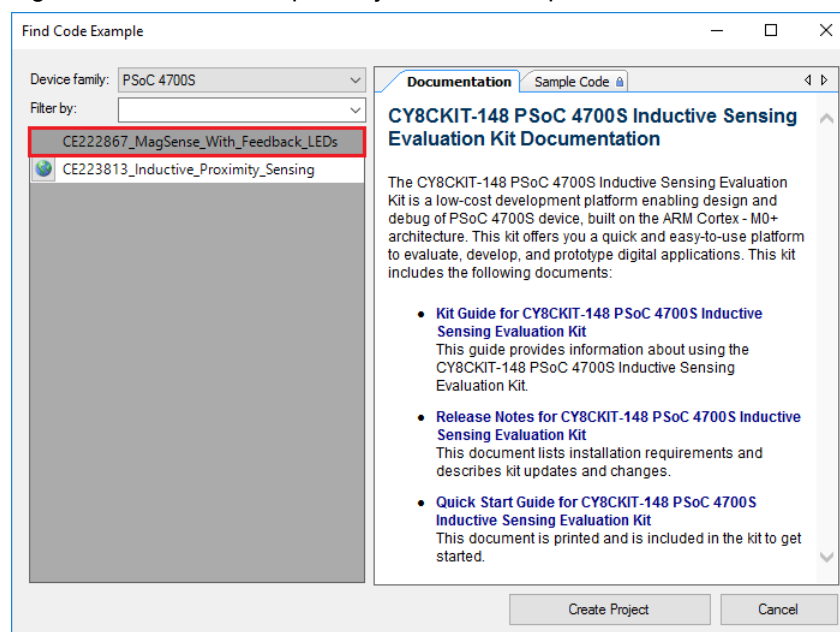 Find Code Example
Device family: PSoC 4700S
Filter by:
CE222867_MagSense_With_Feedback_LEDs
CE223813_Inductive_Proximity_Sensing
Documentation
Sample Code
CY8CKIT-148 PSoC 4700S Inductive Sensing
Evaluation Kit Documentation
The CY8CKIT-148 PSoC 4700S Inductive Sensing Evaluation
Kit is a low-cost development platform enabling design and
debug of PSoC 4700S device, built on the ARM Cortex - M0+
architecture. This kit offers you a quick and easy-to-use platform
to evaluate, develop, and prototype digital applications. This kit
includes the following documents:
• Kit Guide for CY8CKIT-148 PSoC 4700S Inductive
Sensing Evaluation Kit
This guide provides information about using the
CY8CKIT-148 PSoC 4700S Inductive Sensing
Evaluation Kit.
• Release Notes for CY8CKIT-148 PSoC 4700S Inductive
Sensing Evaluation Kit
This document lists installation requirements and
describes kit updates and changes.
• Quick Start Guide for CY8CKIT-148 PSoC 4700S
Inductive Sensing Evaluation Kit
This document is printed and is included in the kit to get
started.
Create Project
Cancel